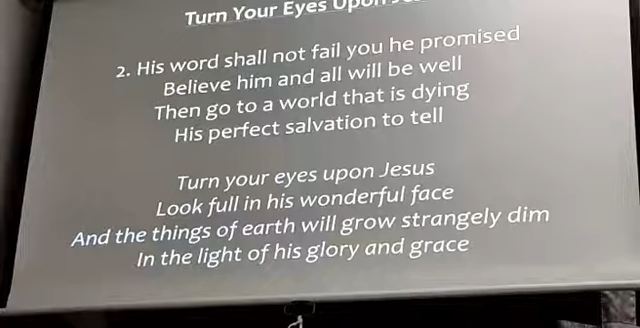 Turn Your Eyes Upon
2. His word shall not fail you he promised
Believe him and all will be well
Then go to a world that is dying
His perfect salvation to tell
Turn your eyes upon Jesus
Look full in his wonderful face
And the things of earth will grow strangely dim
In the light of his glory and grace